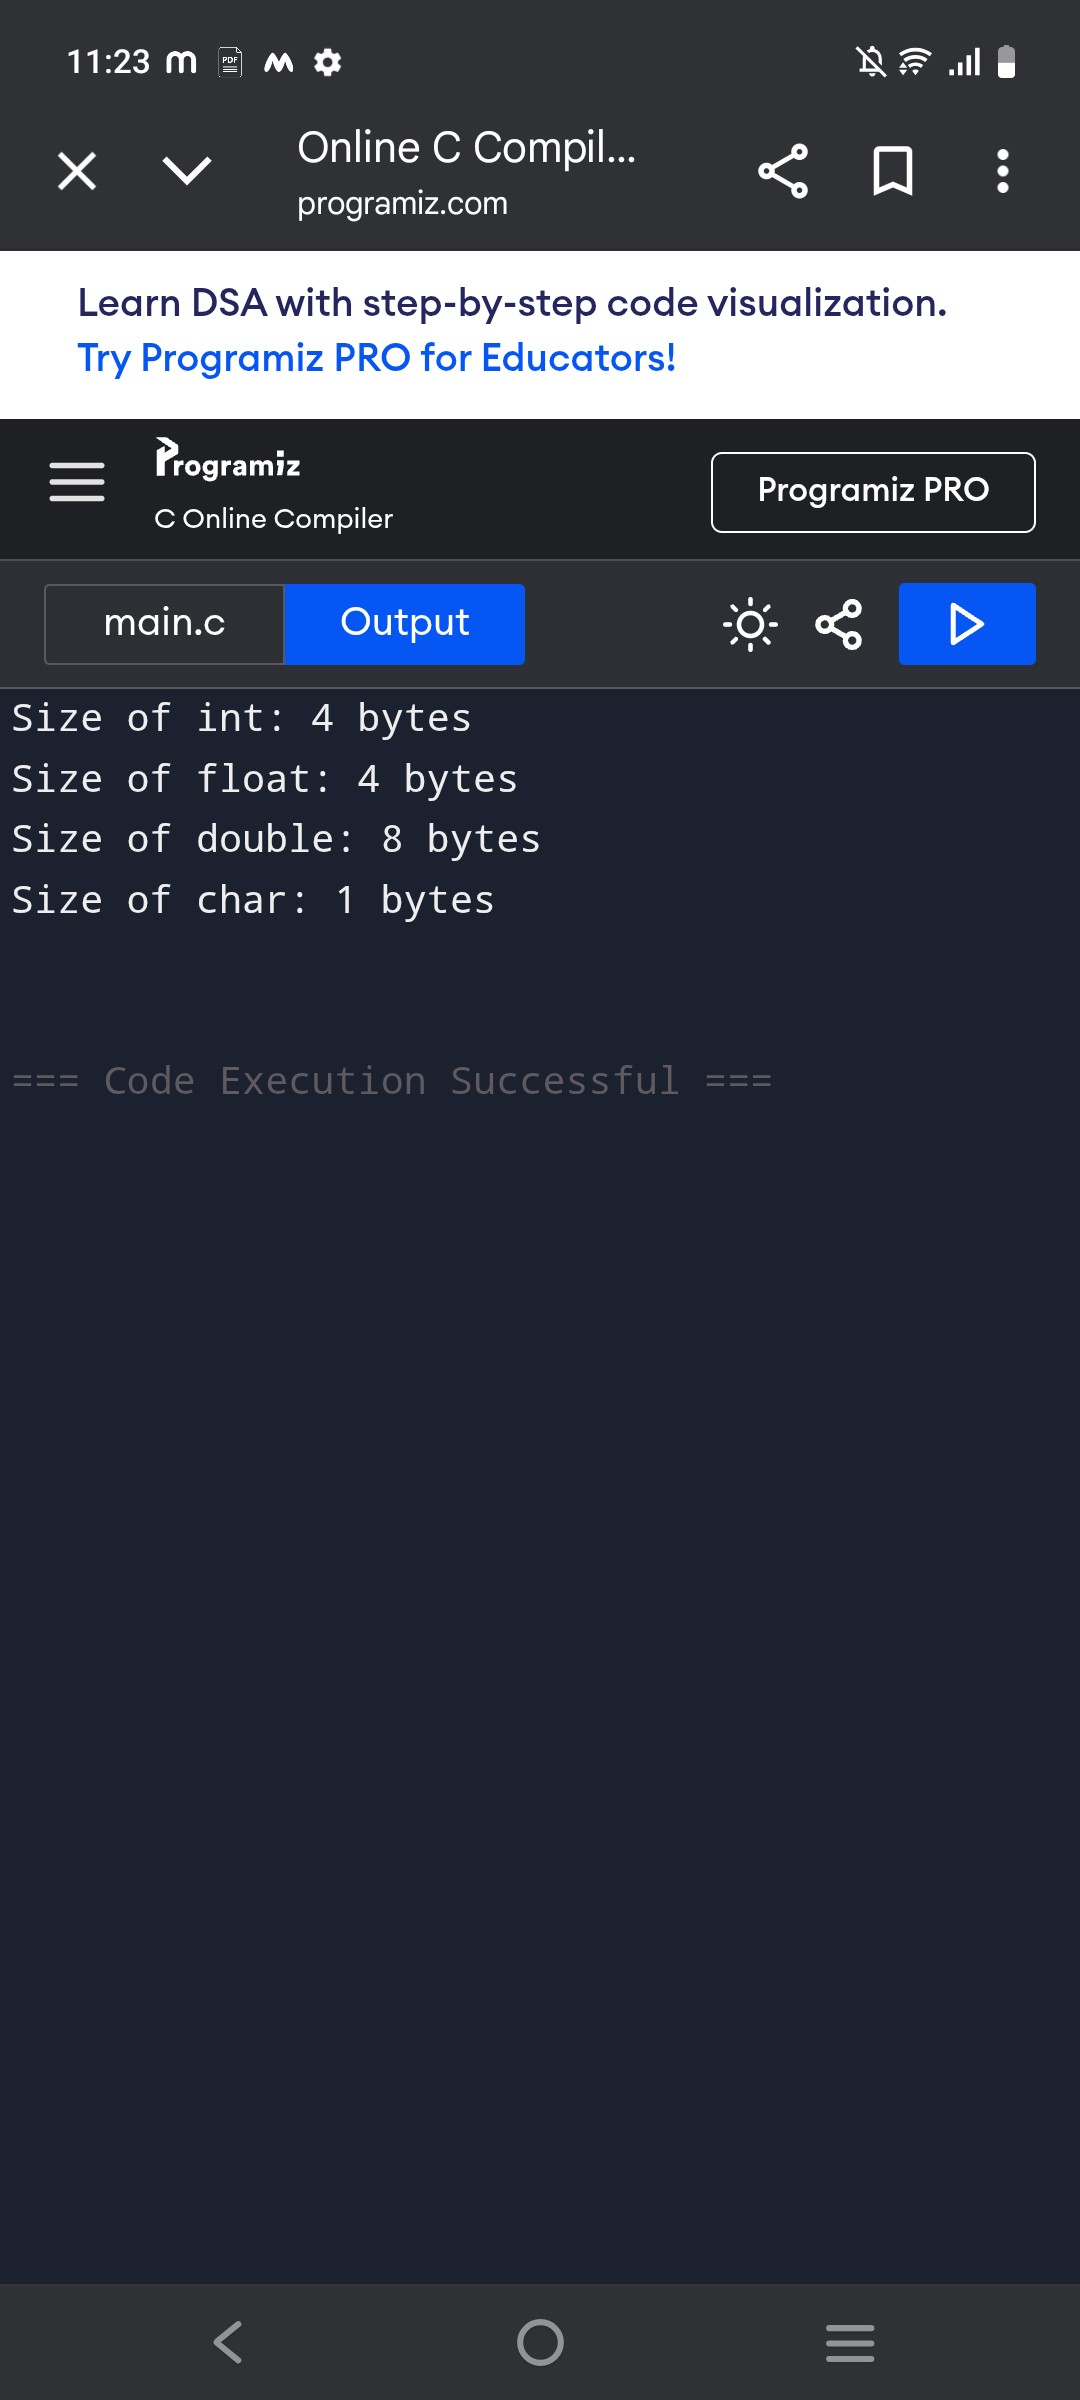 11:23
PDF
Online C Compil...
programiz.com
Learn DSA with step-by-step code visualization.
Try Programiz PRO for Educators!
Programiz
C Online Compiler
Programiz PRO
main.c
Output
Size of int: 4 bytes
Size of float: 4 bytes
Size of double: 8 bytes
Size of char: 1 bytes
=== Code Execution Successful ===